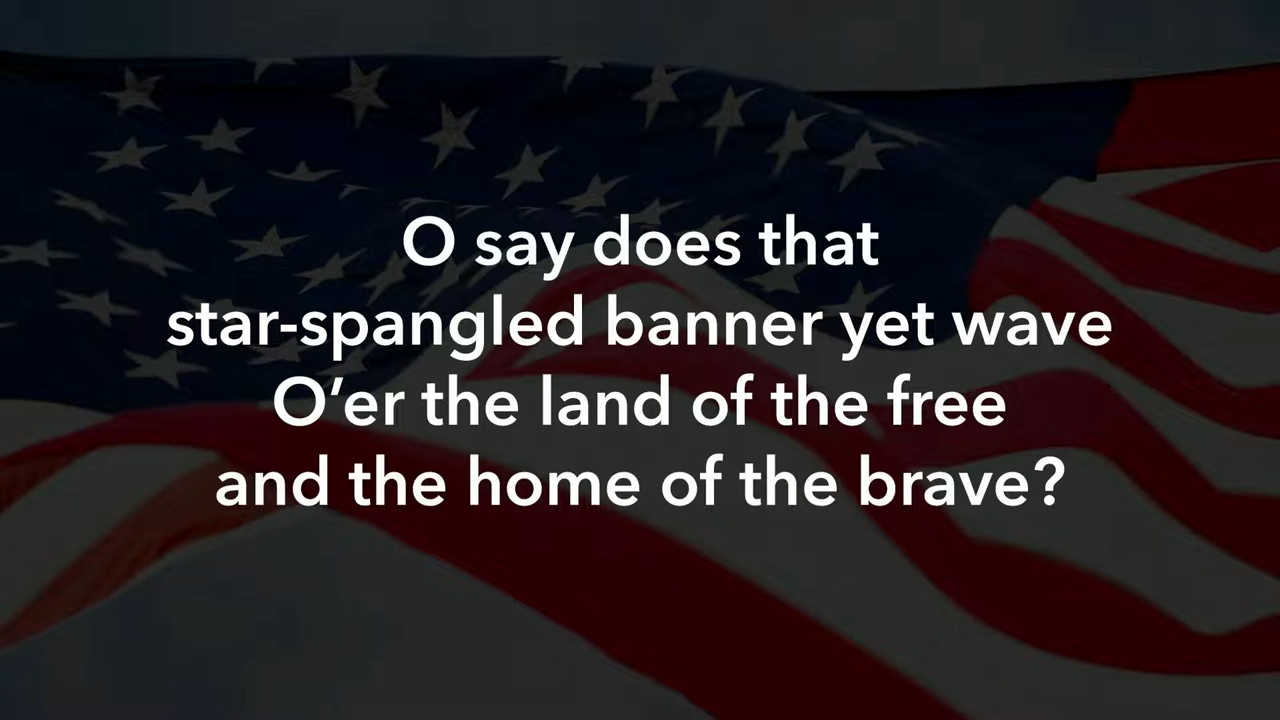 O say does that
star-spangled banner yet wave
O’er the land of the free
and the home of the brave?